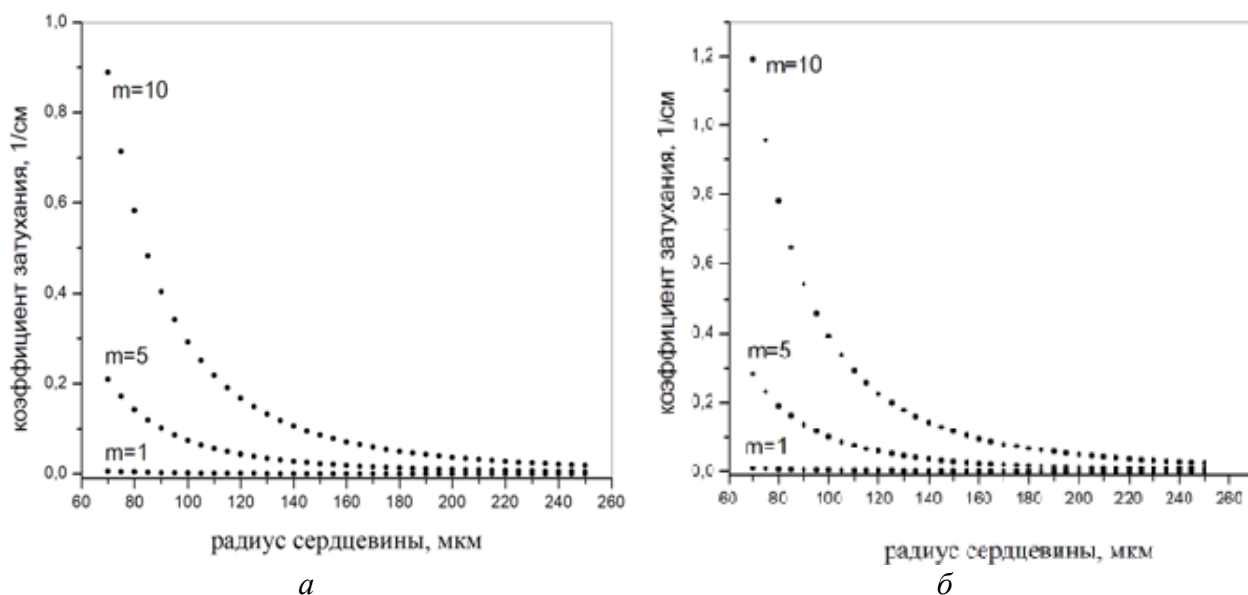 коэффициент затухания, 1/см
1,0
0,8
0,6
0,4
0,2
0,0
m=10
m=5
m=1
60 80 100 120 140 160 180 200 220 240 260
радиус сердцевины, мкм
а
коэффициент затухания, 1/см
1,2
1,0
0,8
0,6
0,4
0,2
0,0
m=10
m=5
m=1
60 80 100 120 140 160 180 200 220 240 260
радиус сердцевины, мкм
б